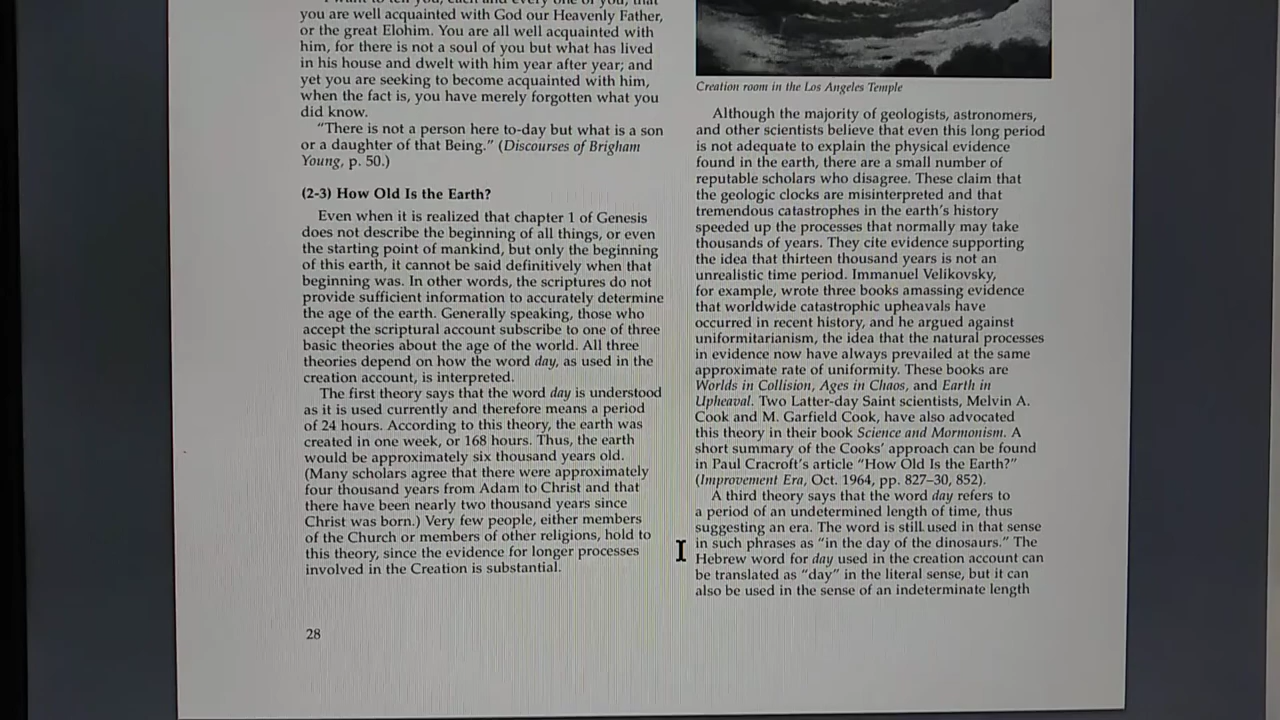 you are well acquainted with God our Heavenly Father,
or the great Elohim. You are all well acquainted with
him, for there is not a soul of you but what has lived
in his house and dwelt with him year after year; and
yet you are seeking to become acquainted with him,
when the fact is, you have merely forgotten what you
did know.
“There is not a person here to-day but what is a son
or a daughter of that Being.” (Discourses of Brigham
Young, p. 50.)
(2-3) How Old Is the Earth?
Even when it is realized that chapter 1 of Genesis
does not describe the beginning of all things, or even
the starting point of mankind, but only the beginning
of this earth, it cannot be said definitively when that
beginning was. In other words, the scriptures do not
provide sufficient information to accurately determine
the age of the earth. Generally speaking, those who
accept the scriptural account subscribe to one of three
basic theories about the age of the world. All three
theories depend on how the word day, as used in the
creation account, is interpreted.
The first theory says that the word day is understood
as it is used currently and therefore means a period
of 24 hours. According to this theory, the earth was
created in one week, or 168 hours. Thus, the earth
would be approximately six thousand years old.
(Many scholars agree that there were approximately
four thousand years from Adam to Christ and that
there have been nearly two thousand years since
Christ was born.) Very few people, either members
of the Church or members of other religions, hold to
this theory, since the evidence for longer processes
involved in the Creation is substantial.
28
Creation room in the Los Angeles Temple
Although the majority of geologists, astronomers,
and other scientists believe that even this long period
is not adequate to explain the physical evidence
found in the earth, there are a small number of
reputable scholars who disagree. These claim that
the geologic clocks are misinterpreted and that
tremendous catastrophes in the earth’s history
speeded up the processes that normally may take
thousands of years. They cite evidence supporting
the idea that thirteen thousand years is not an
unrealistic time period. Immanuel Velikovsky,
for example, wrote three books amassing evidence
that worldwide catastrophic upheavals have
occurred in recent history, and he argued against
uniformitarianism, the idea that the natural processes
in evidence now have always prevailed at the same
approximate rate of uniformity. These books are
Worlds in Collision, Ages in Chaos, and Earth in
Upheaval. Two Latter-day Saint scientists, Melvin A.
Cook and M. Garfield Cook, have also advocated
this theory in their book Science and Mormonism. A
short summary of the Cooks’ approach can be found
in Paul Cracroft’s article “How Old Is the Earth?”
(Improvement Era, Oct. 1964, pp. 827–30, 852).
A third theory says that the word day refers to
a period of an undetermined length of time, thus
suggesting an era. The word is still used in that sense
in such phrases as “in the day of the dinosaurs.” The
Hebrew word for day used in the creation account can
be translated as “day” in the literal sense, but it can
also be used in the sense of an indeterminate length